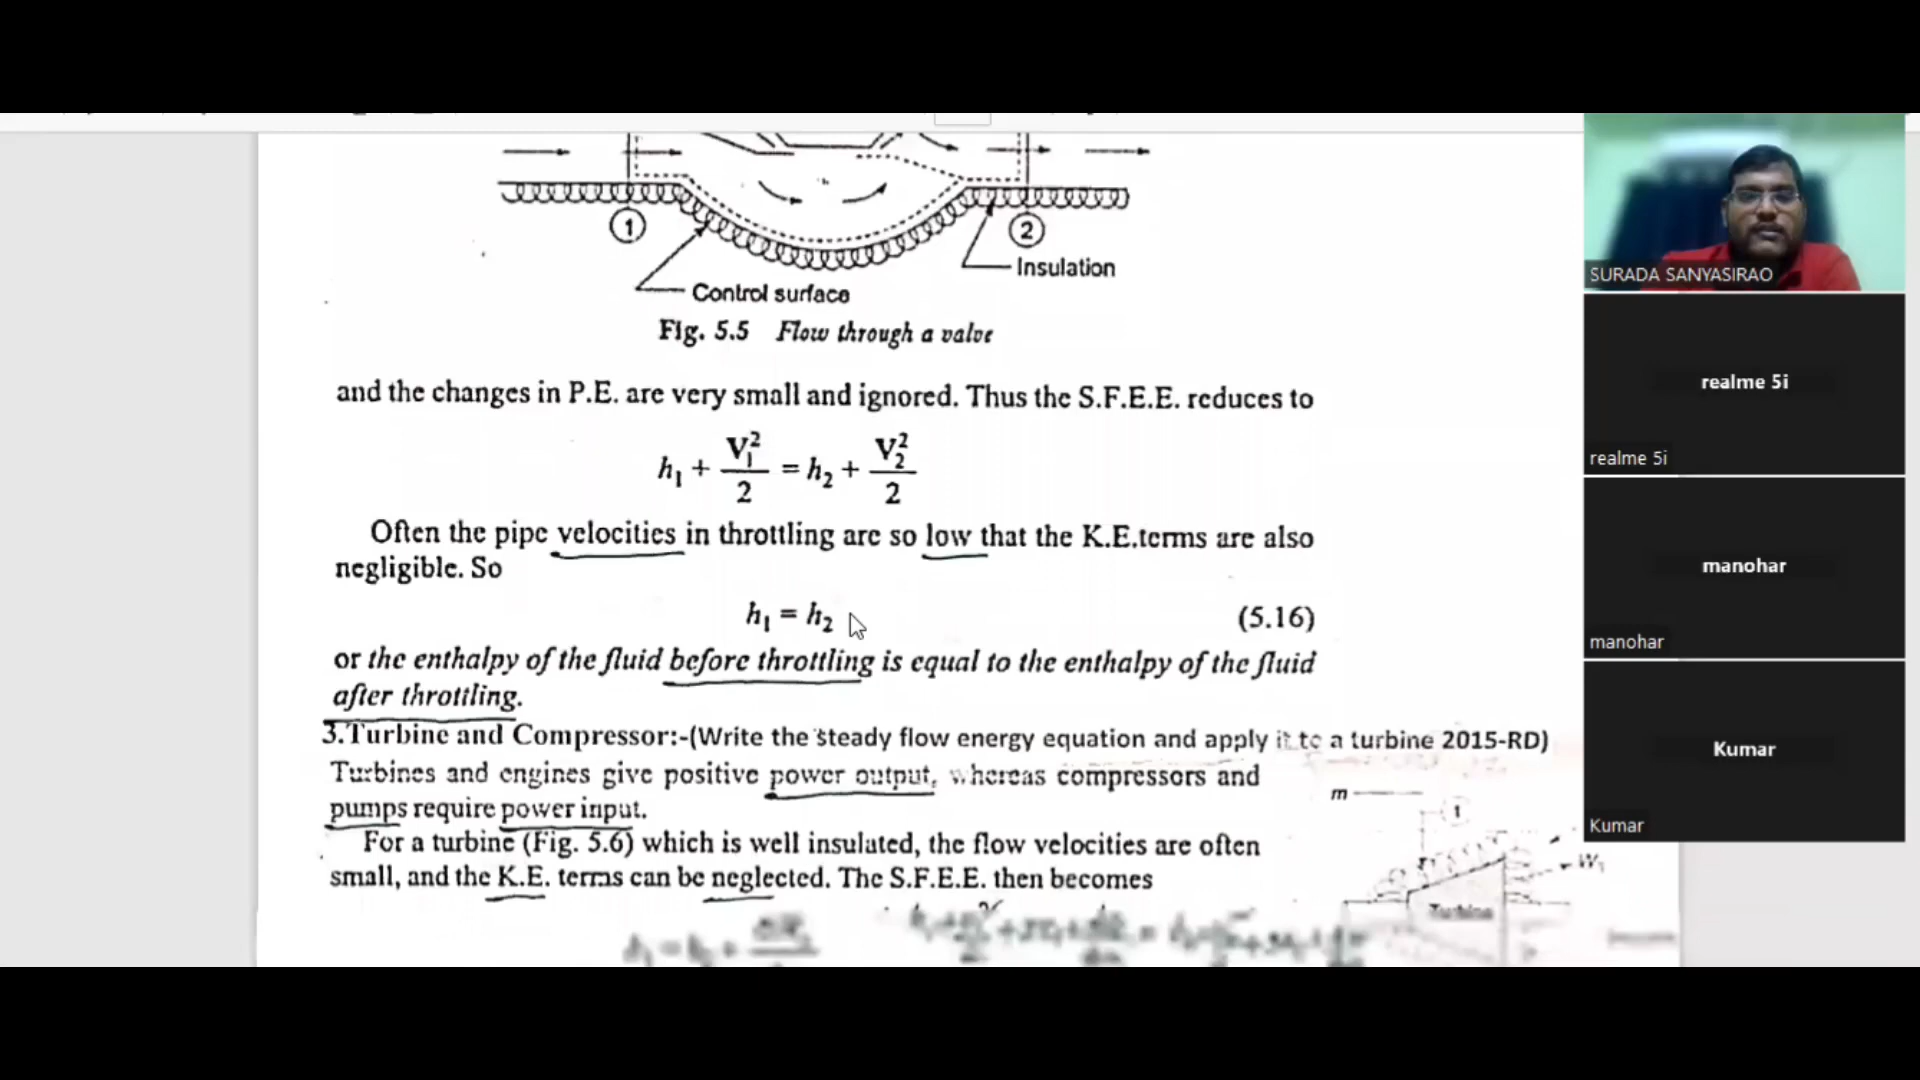 1
2
Insulation
Control surface
Fig. 5.5 Flow through a valve
and the changes in P.E. are very small and ignored. Thus the S.F.E.E. reduces to
h₁ + V₁²/2 = h₂ + V₂²/2
Often the pipe velocities in throttling are so low that the K.E.terms are also
negligible. So
h₁ = h₂ (5.16)
or the enthalpy of the fluid before throttling is equal to the enthalpy of the fluid
after throttling.
3.Turbine and Compressor:-(Write the steady flow energy equation and apply it to a turbine 2015-RD)
Turbines and engines give positive power output, whereas compressors and
pumps require power input.
For a turbine (Fig. 5.6) which is well insulated, the flow velocities are often
small, and the K.E. terms can be neglected. The S.F.E.E. then becomes
m
1
Turbine
SURADA SANYASIRAO
realme 5i
realme 5i
manohar
manohar
Kumar
Kumar